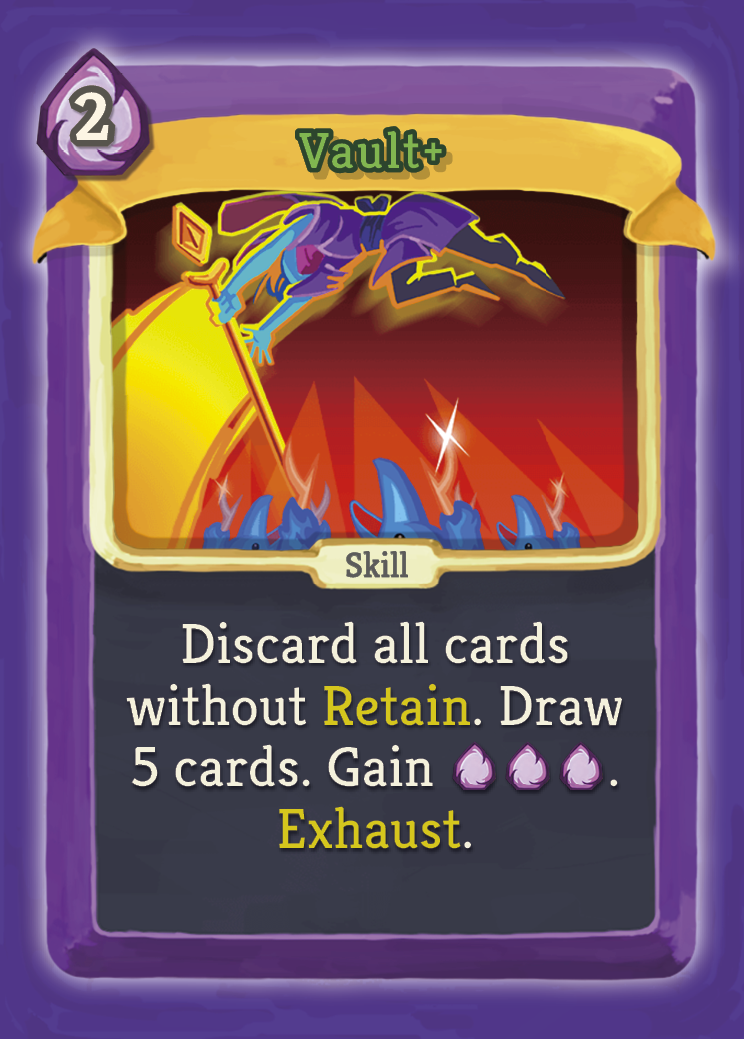 2
Vault+
Skill
Discard all cards
without Retain. Draw
5 cards. Gain .
Exhaust.